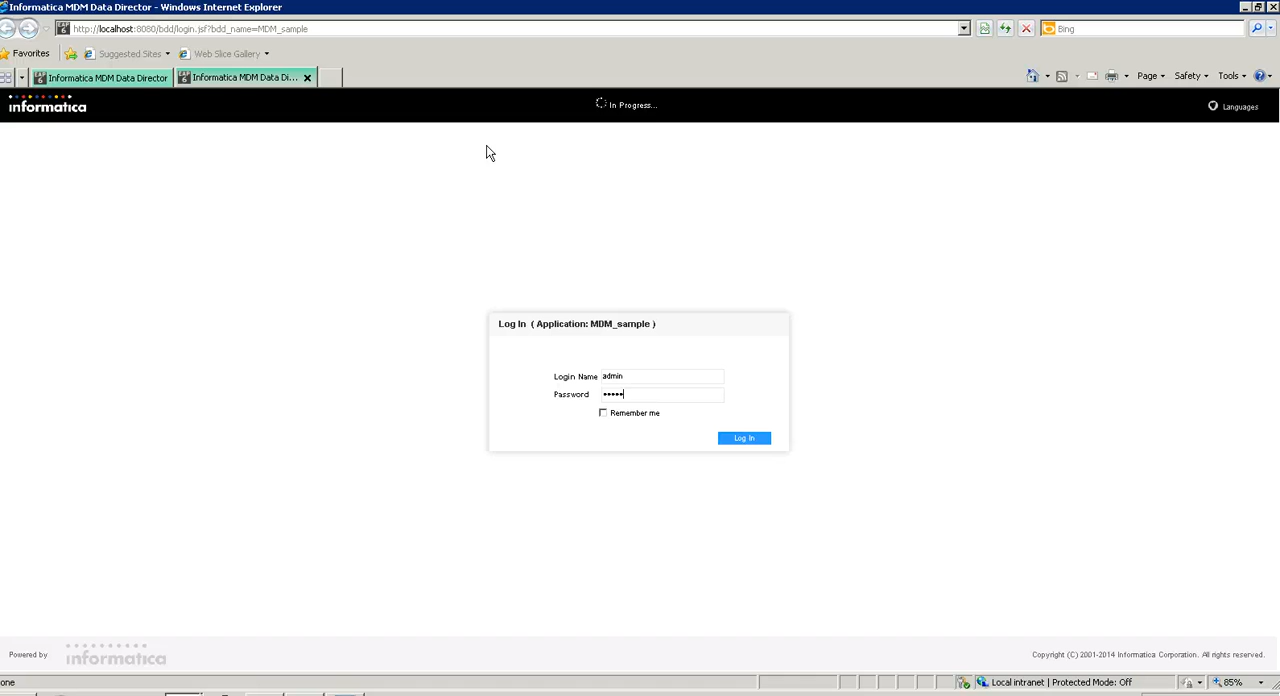 Informatica MDM Data Director - Windows Internet Explorer
http://localhost:8080/bdd/login.jsf?bdd_name=MDM_sample
Bing
Favorites
Suggested Sites
Web Slice Gallery
Informatica MDM Data Director
Informatica MDM Data Di...
Page
Safety
Tools
informatica
In Progress...
Languages
Log In ( Application: MDM_sample )
Login Name admin
Password •••••
Remember me
Log In
Powered by
informatica
Copyright (C) 2001-2014 Informatica Corporation. All rights reserved.
one
Local intranet | Protected Mode: Off
85%